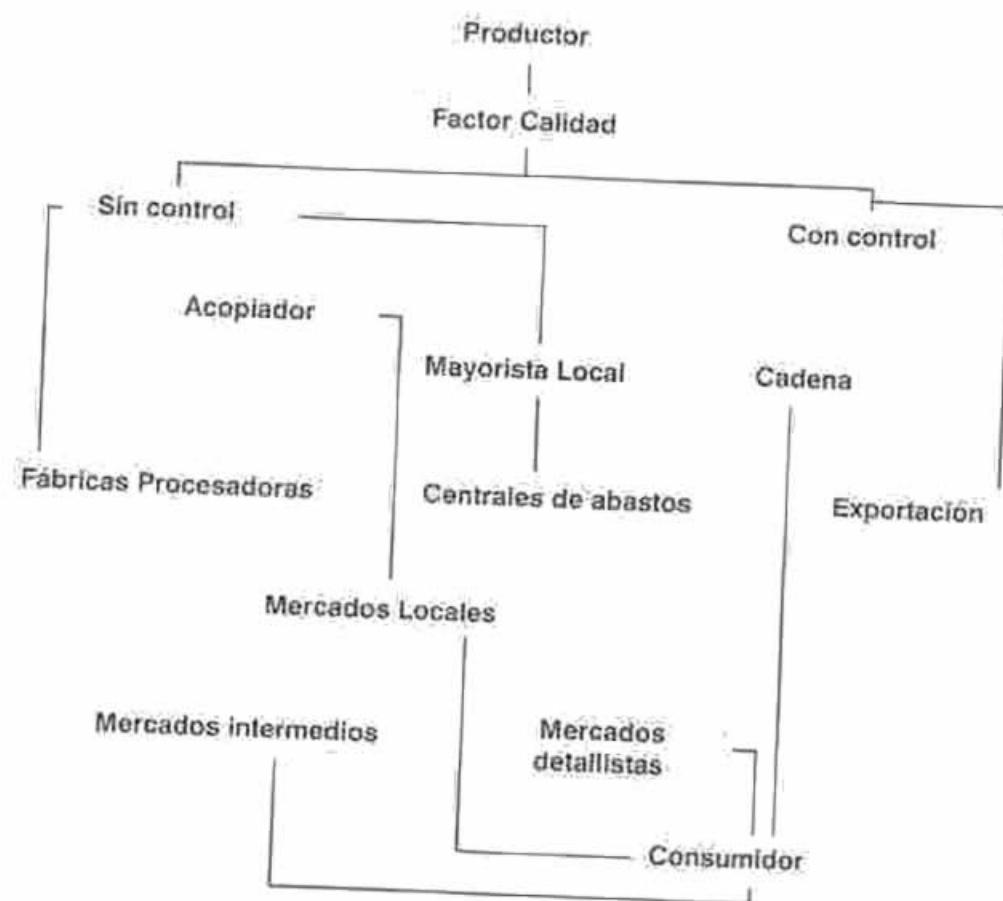 Productor
Factor Calidad
Sin control
Con control
Acopiador
Mayorista Local
Cadena
Fábricas Procesadoras
Centrales de abastos
Exportación
Mercados Locales
Mercados intermedios
Mercados
detallistas
Consumidor